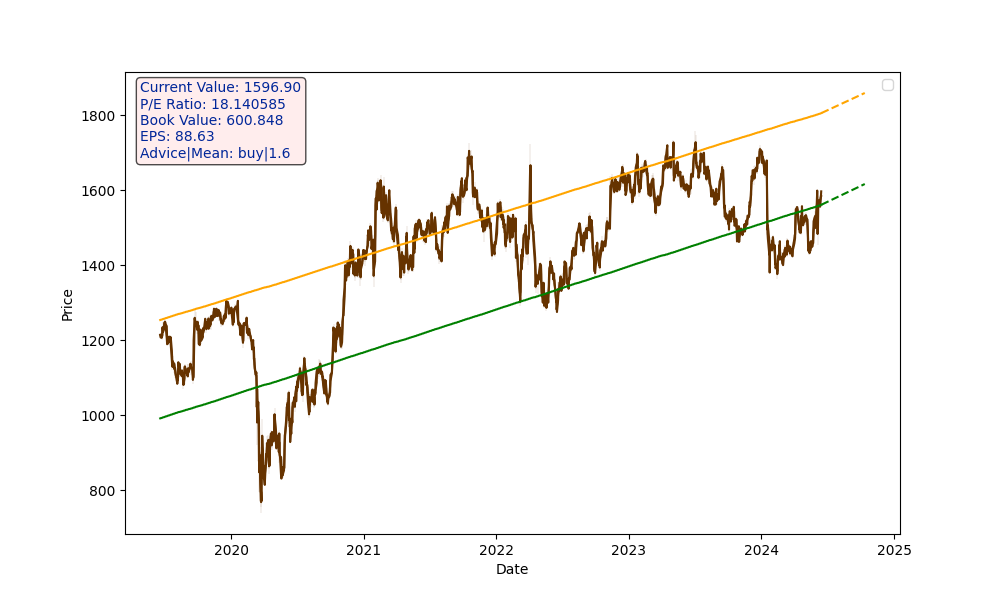 Current Value: 1596.90
P/E Ratio: 18.140585
Book Value: 600.848
EPS: 88.63
Advice|Mean: buy|1.6
Price
1800
1600
1400
1200
1000
800
2020
2021
2022
2023
2024
2025
Date